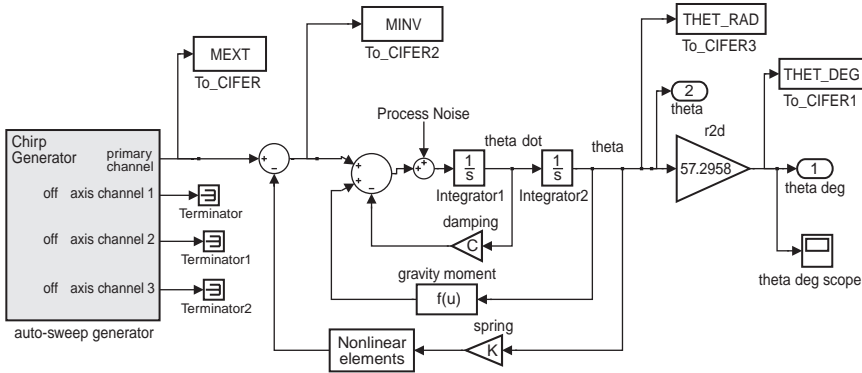 MEXT
To_CIFER
MINV
To_CIFER2
THET_RAD
To_CIFER3
THET_DEG
To_CIFER1
2
theta
r2d
57.2958
1
theta deg
theta deg scope
Process Noise
theta dot
theta
1
s
Integrator1
1
s
Integrator2
damping
C
gravity moment
f(u)
spring
K
Nonlinear
elements
Chirp
Generator
primary
channel
off axis channel 1
off axis channel 2
off axis channel 3
Terminator
Terminator1
Terminator2
auto-sweep generator
+
−
+
+
−
+
+